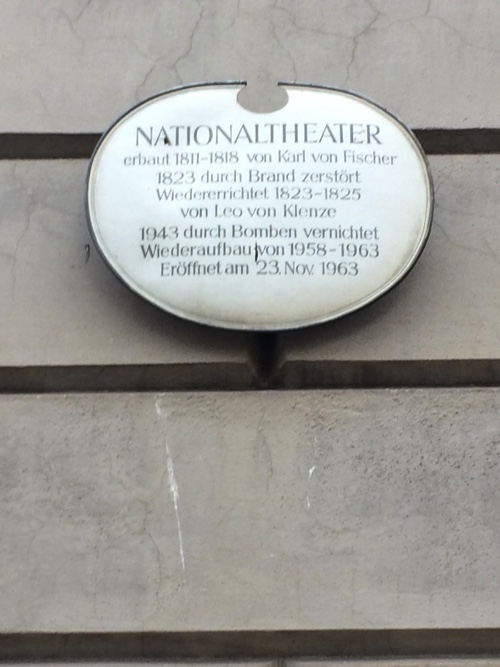 NATIONALTHEATER
erbaut 1811-1818 von Karl von Fischer
1823 durch Brand zerstört
Wiedererrichtet 1823-1825
von Leo von Klenze
1943 durch Bomben vernichtet
Wiederaufbau von 1958-1963
Eröffnet am 23. Nov. 1963